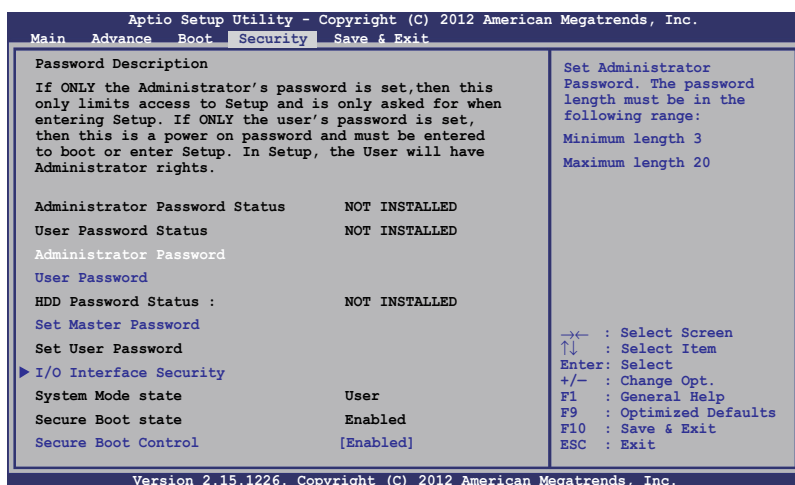 Aptio Setup Utility - Copyright (C) 2012 American Megatrends, Inc.
Main Advance Boot Security Save & Exit
Password Description
If ONLY the Administrator's password is set,then this
only limits access to Setup and is only asked for when
entering Setup. If ONLY the user's password is set,
then this is a power on password and must be entered
to boot or enter Setup. In Setup, the User will have
Administrator rights.
Administrator Password Status NOT INSTALLED
User Password Status NOT INSTALLED
Administrator Password
User Password
HDD Password Status : NOT INSTALLED
Set Master Password
Set User Password
I/O Interface Security
System Mode state User
Secure Boot state Enabled
Secure Boot Control [Enabled]
Set Administrator
Password. The password
length must be in the
following range:
Minimum length 3
Maximum length 20
→← : Select Screen
↑↓ : Select Item
Enter: Select
+/— : Change Opt.
F1 : General Help
F9 : Optimized Defaults
F10 : Save & Exit
ESC : Exit
Version 2.15.1226. Copyright (C) 2012 American Megatrends, Inc.